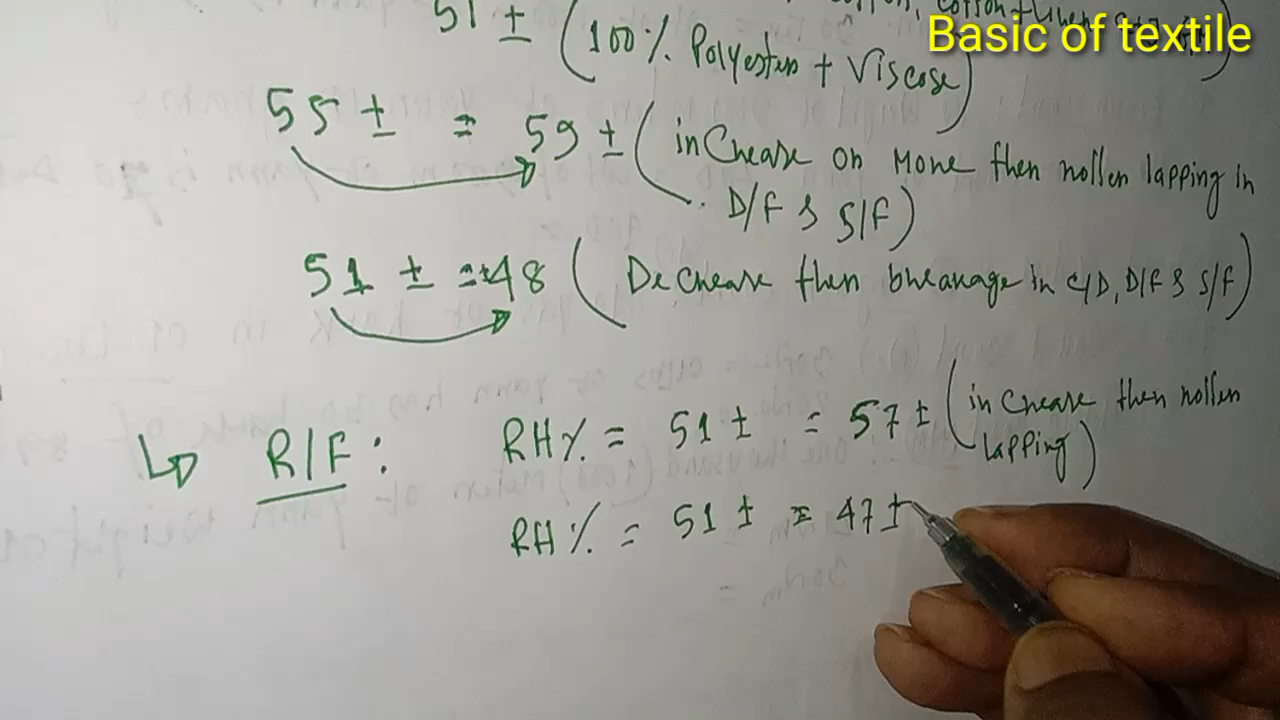 Basic of textile
51 ± (100% Polyester + Viscose)
55 ± = 59 ± (increase on more then roller lapping in
D/F & S/F)
51 ± = 48 (Decrease then breakage in C/D, D/F & S/F)
↳ R/F: RH% = 51 ± = 57 ± (increase then roller
lapping)
RH% = 51 ± = 47 ±